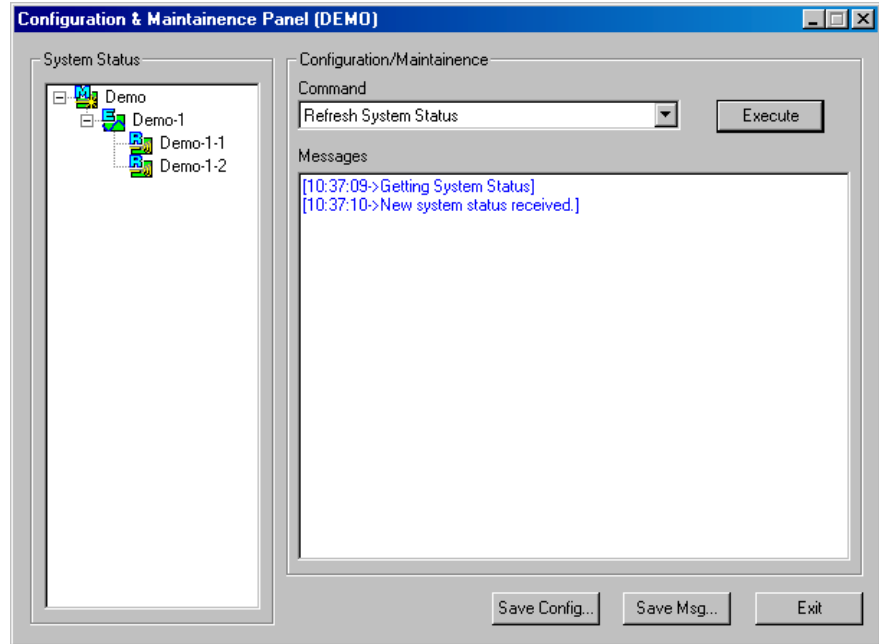 Configuration & Maintainence Panel (DEMO)
System Status
Demo
Demo-1
Demo-1-1
Demo-1-2
Configuration/Maintainence
Command
Refresh System Status
Execute
Messages
[10:37:09->Getting System Status]
[10:37:10->New system status received.]
Save Config...
Save Msg...
Exit